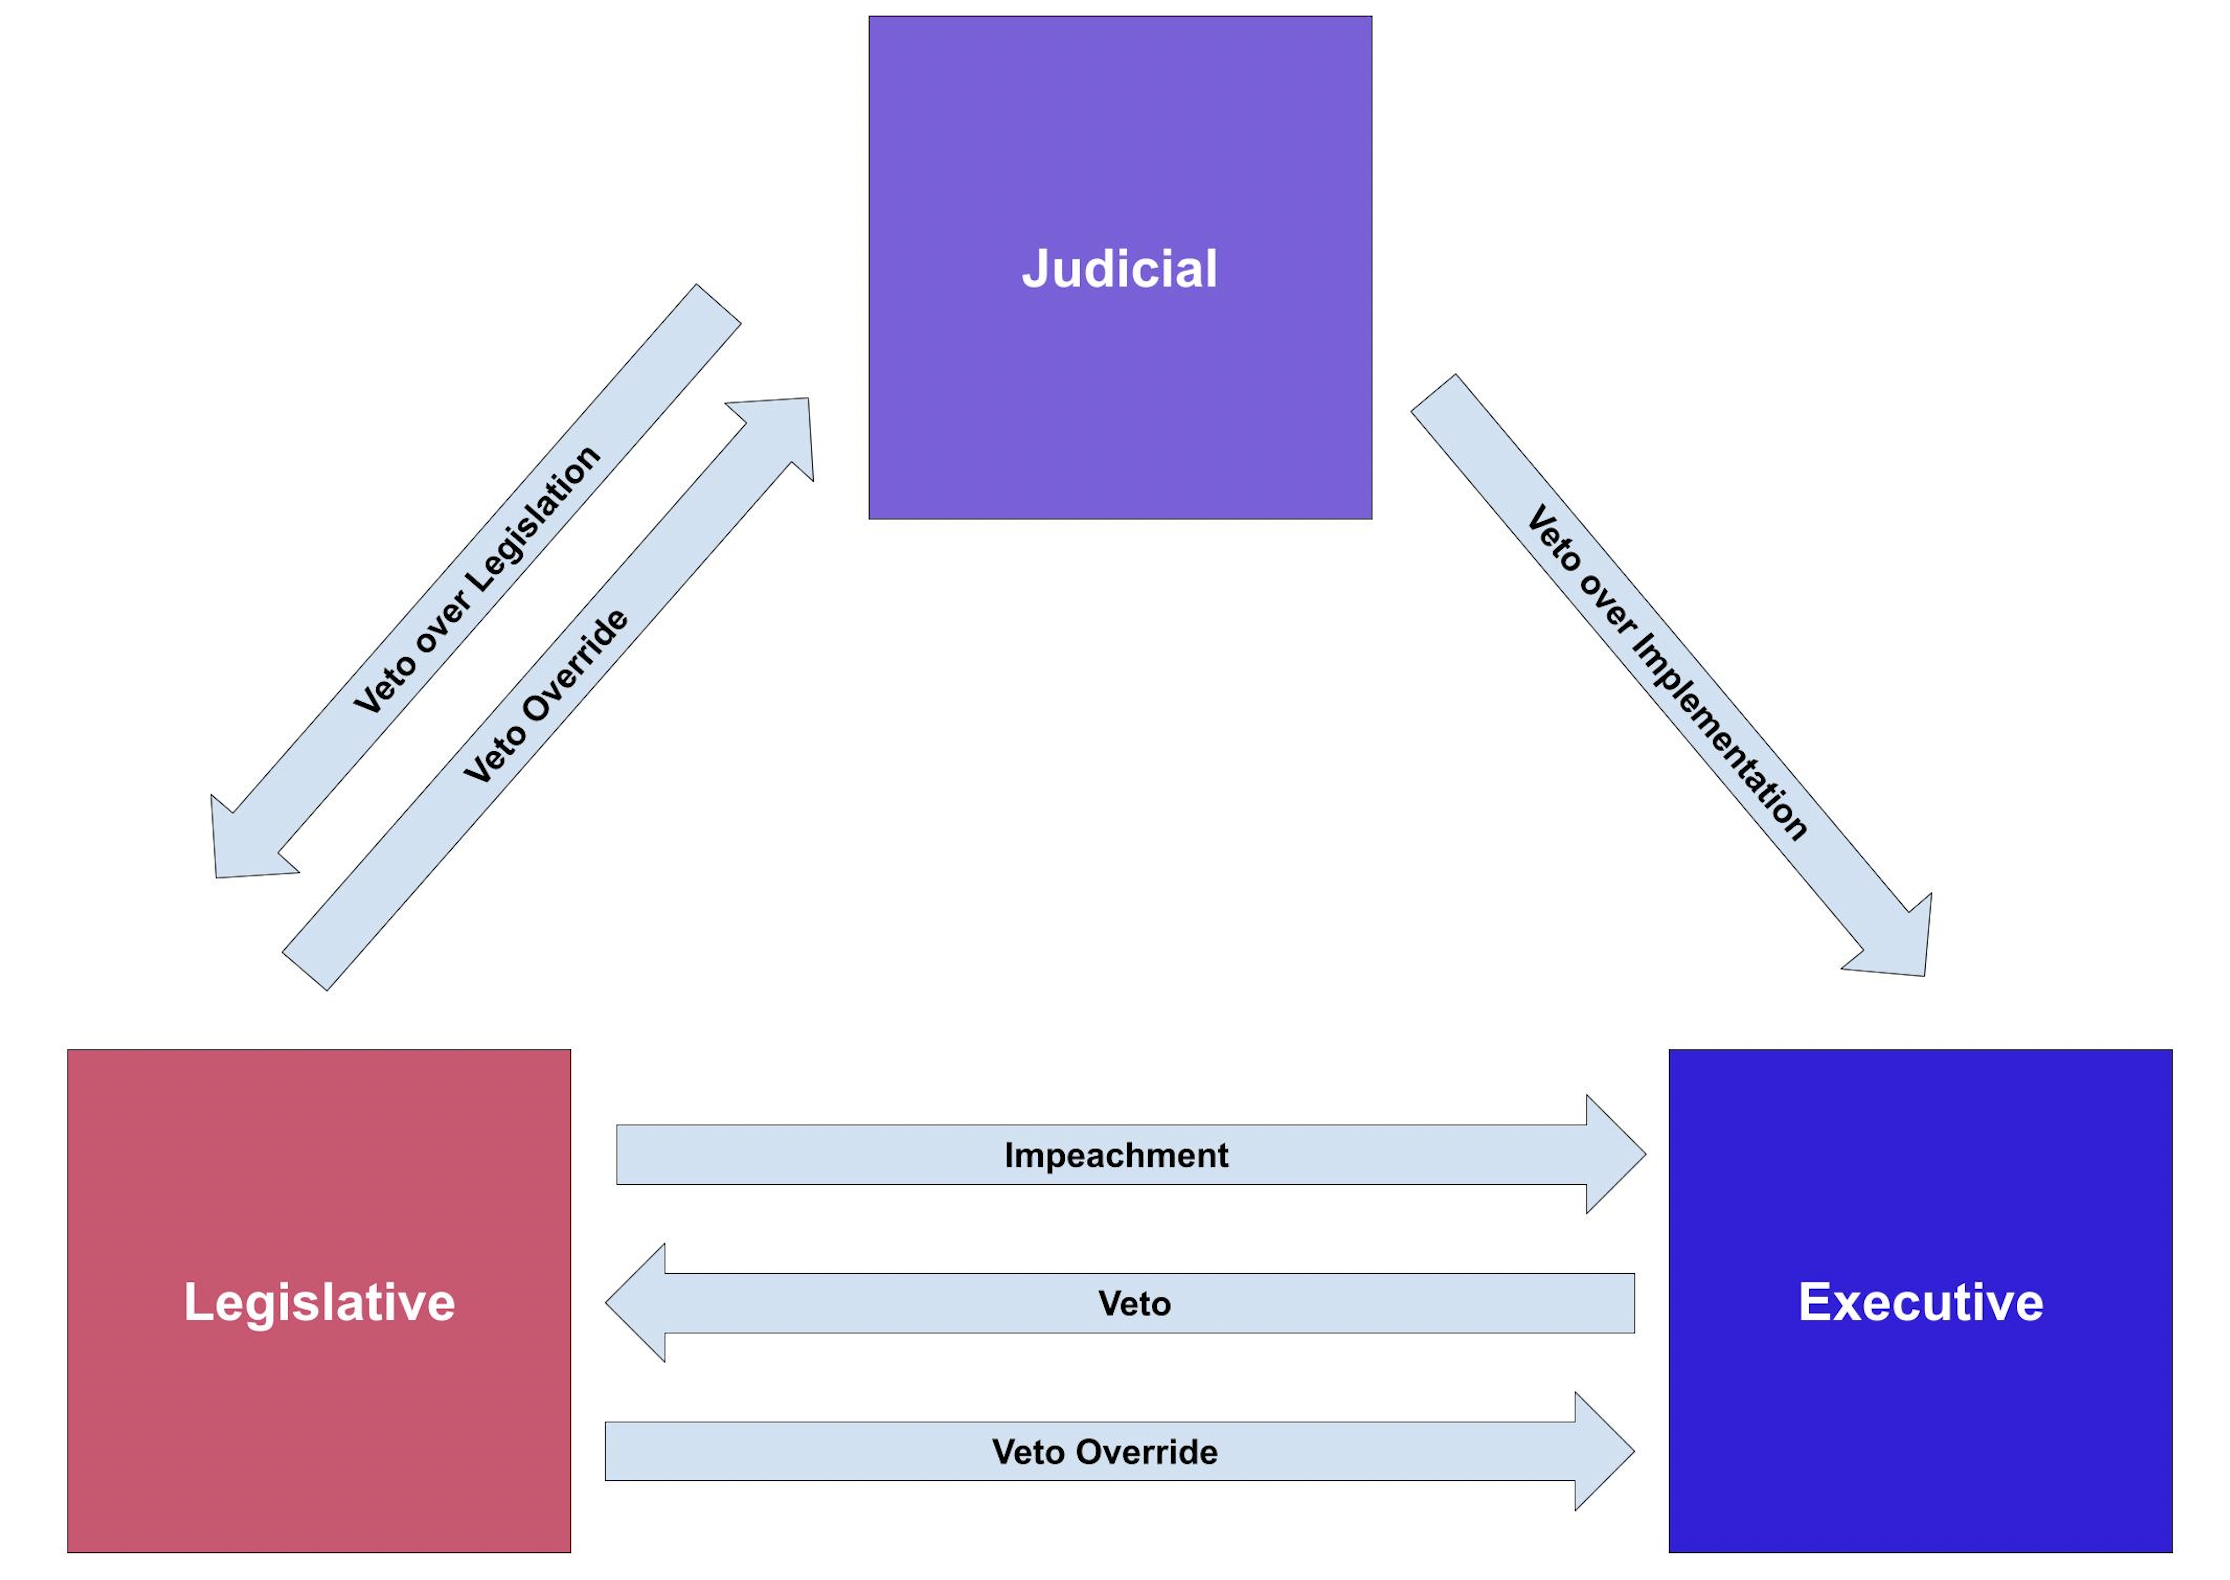 Judicial
Veto over Legislation
Veto Override
Veto over Implementation
Legislative
Impeachment
Veto
Veto Override
Executive